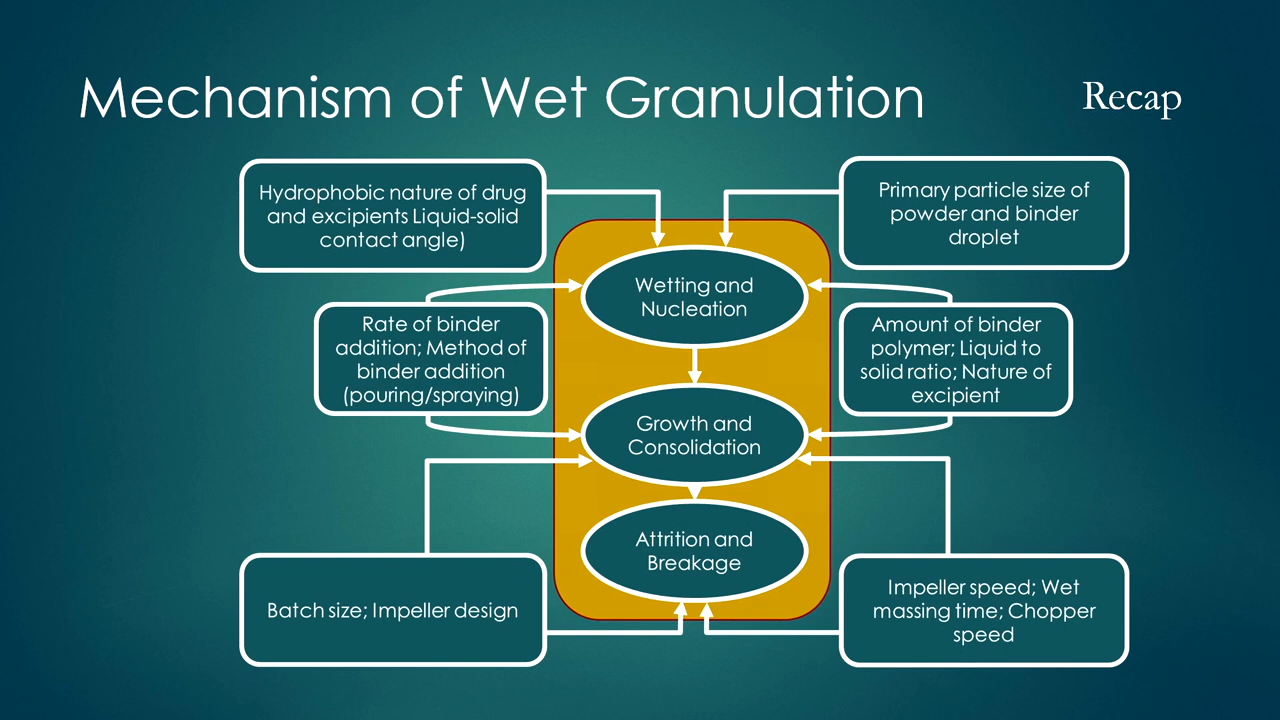 Mechanism of Wet Granulation
Recap
Hydrophobic nature of drug
and excipients Liquid-solid
contact angle)
Primary particle size of
powder and binder
droplet
Wetting and
Nucleation
Rate of binder
addition; Method of
binder addition
(pouring/spraying)
Amount of binder
polymer; Liquid to
solid ratio; Nature of
excipient
Growth and
Consolidation
Attrition and
Breakage
Batch size; Impeller design
Impeller speed; Wet
massing time; Chopper
speed